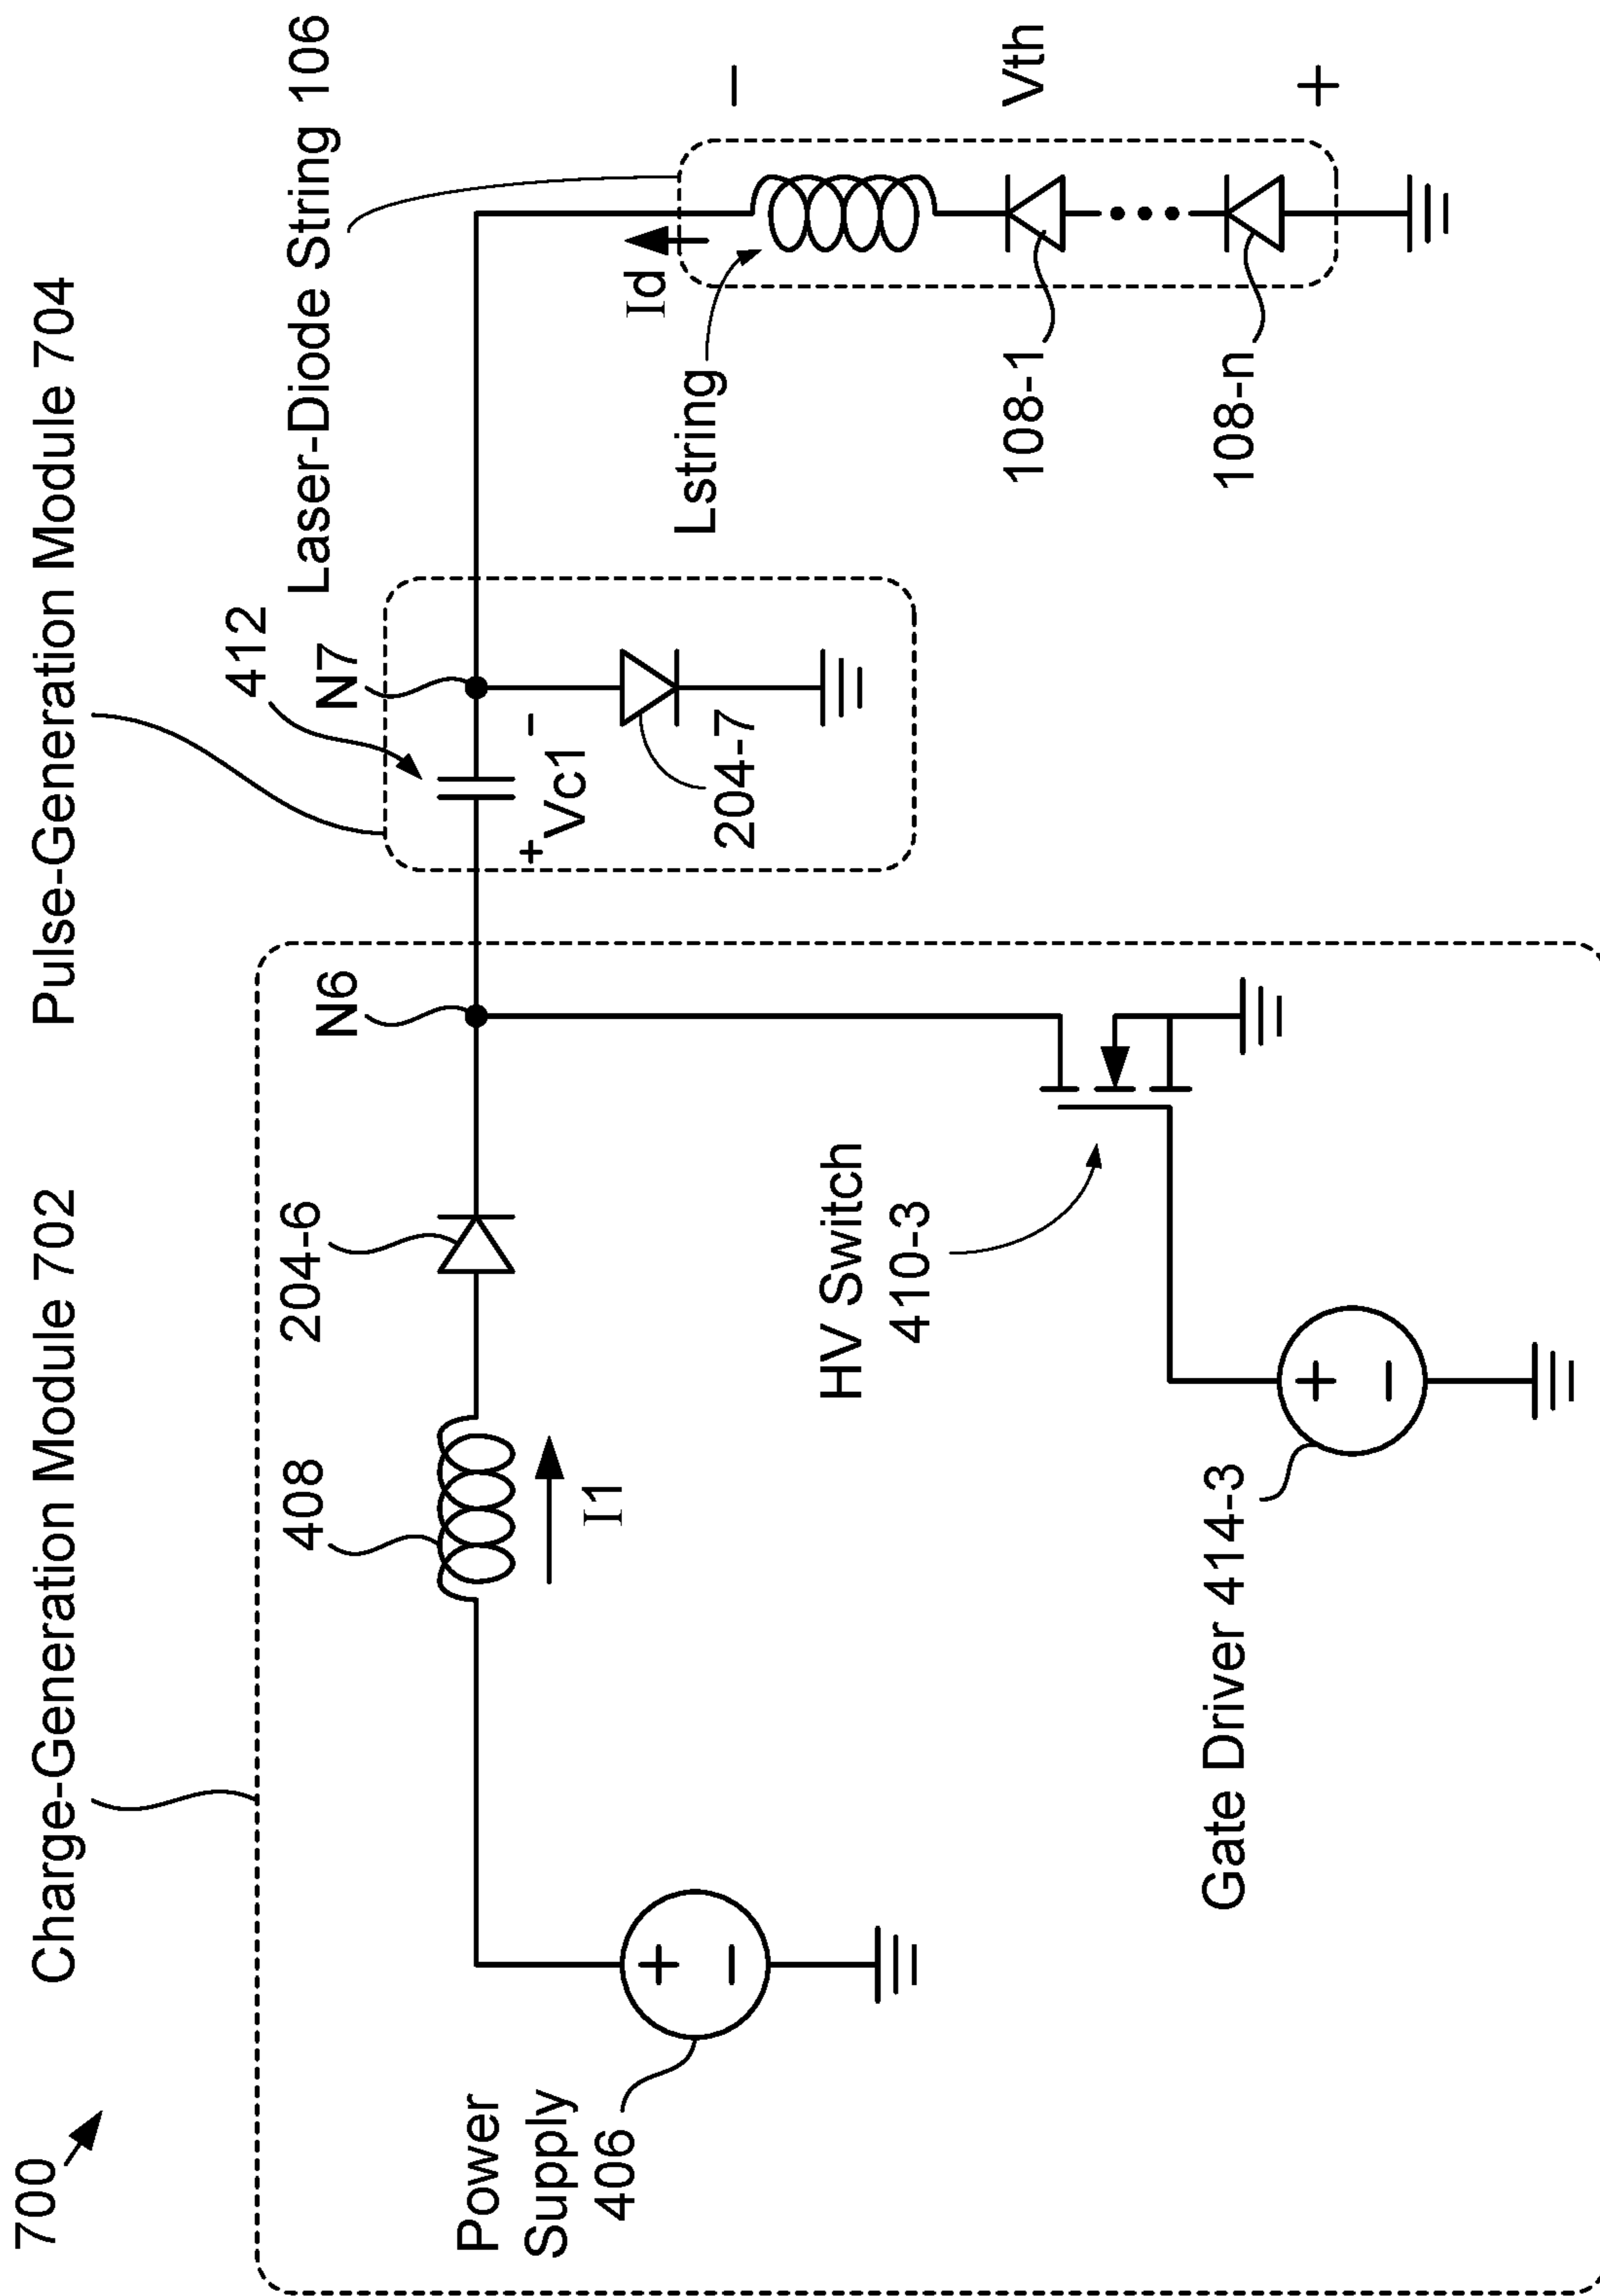 700
Charge-Generation Module 702
Pulse-Generation Module 704
412
Laser-Diode String 106
408
204-6
N6
N7
Power
Supply
406
I1
+
Vc1
−
204-7
Id
Lstring
−
Vth
+
108-1
108-n
HV Switch
410-3
Gate Driver 414-3
+
−
+
−